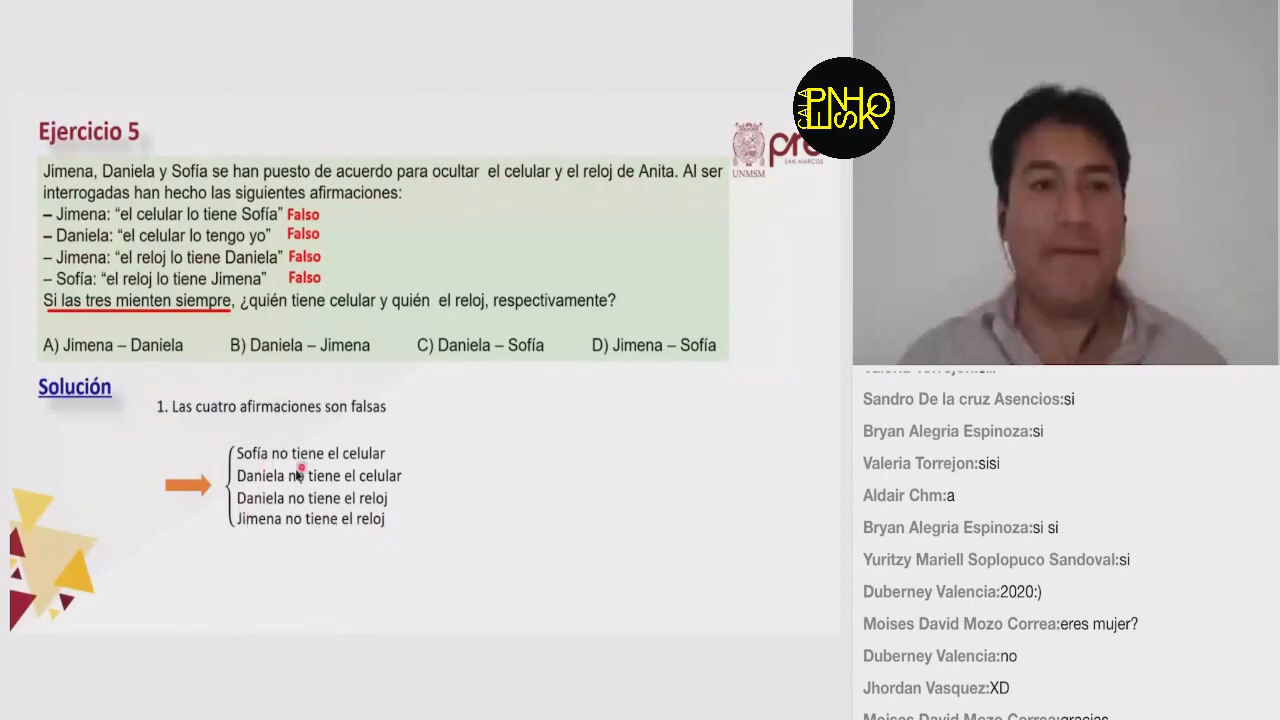 Ejercicio 5
Jimena, Daniela y Sofía se han puesto de acuerdo para ocultar el celular y el reloj de Anita. Al ser
interrogadas han hecho las siguientes afirmaciones:
– Jimena: “el celular lo tiene Sofía” Falso
– Daniela: “el celular lo tengo yo” Falso
– Jimena: “el reloj lo tiene Daniela” Falso
– Sofía: “el reloj lo tiene Jimena” Falso
Si las tres mienten siempre, ¿quién tiene celular y quién el reloj, respectivamente?
A) Jimena – Daniela B) Daniela – Jimena C) Daniela – Sofía D) Jimena – Sofía
Solución
1. Las cuatro afirmaciones son falsas
Sofía no tiene el celular
Daniela no tiene el celular
Daniela no tiene el reloj
Jimena no tiene el reloj
UNMSM
SAN MARCOS
Sandro De la cruz Asencios:si
Bryan Alegria Espinoza:si
Valeria Torrejon:sisi
Aldair Chm:a
Bryan Alegria Espinoza:si si
Yuritzy Mariell Soplopuco Sandoval:si
Duberney Valencia:2020:)
Moises David Mozo Correa:eres mujer?
Duberney Valencia:no
Jhordan Vasquez:XD
Moises David Mozo Correa:gracias